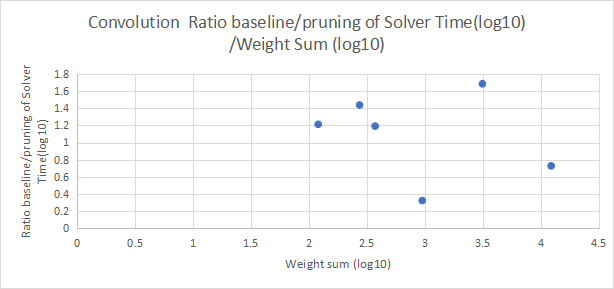 Convolution Ratio baseline/pruning of Solver Time(log10)
/Weight Sum (log10)
Ratio baseline/pruning of Solver
Time(log10)
1.8
1.6
1.4
1.2
1
0.8
0.6
0.4
0.2
0
0 0.5 1 1.5 2 2.5 3 3.5 4 4.5
Weight sum (log10)